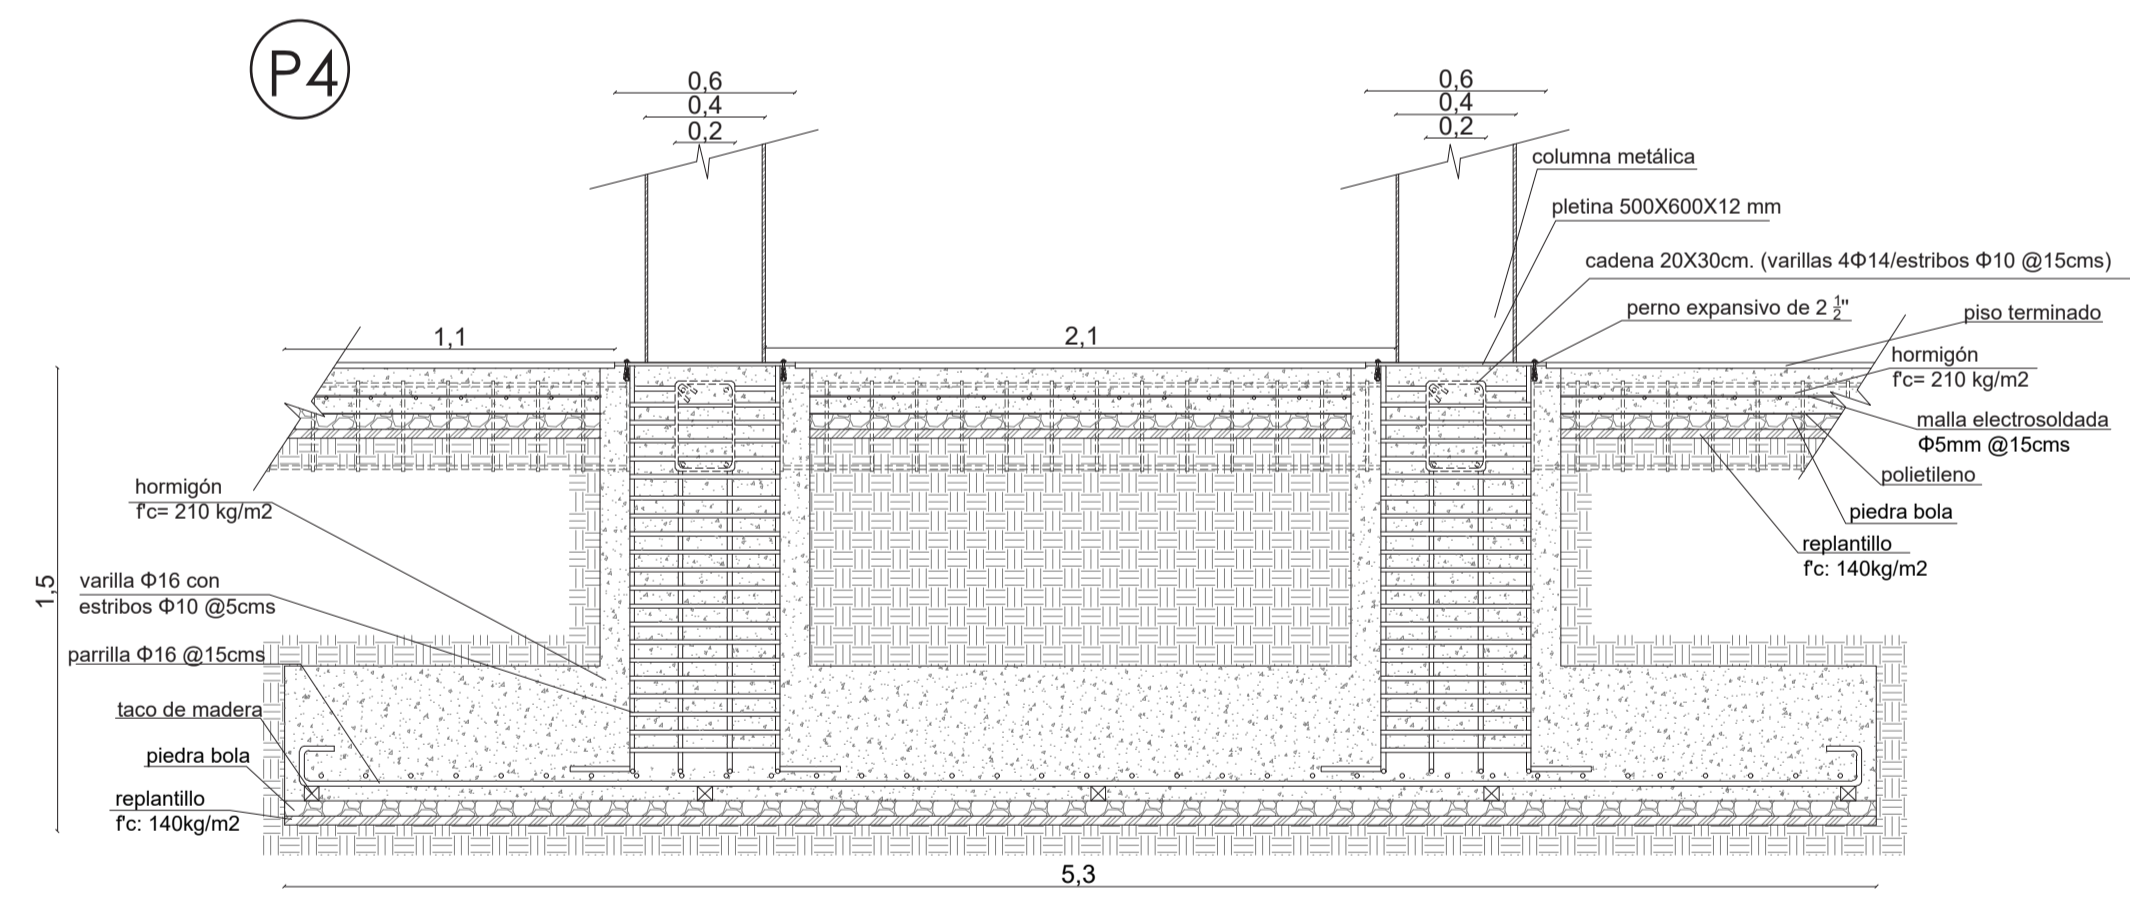 P4
0,6
0,4
0,2
0,6
0,4
0,2
columna metálica
pletina 500X600X12 mm
cadena 20X30cm. (varillas 4Φ14/estribos Φ10 @15cms)
perno expansivo de 2 ½"
piso terminado
hormigón
f'c= 210 kg/m2
malla electrosoldada
Φ5mm @15cms
polietileno
piedra bola
replantillo
f'c: 140kg/m2
1,1
2,1
hormigón
f'c= 210 kg/m2
varilla Φ16 con
estribos Φ10 @5cms
1,5
parrilla Φ16 @15cms
taco de madera
piedra bola
replantillo
f'c: 140kg/m2
5,3